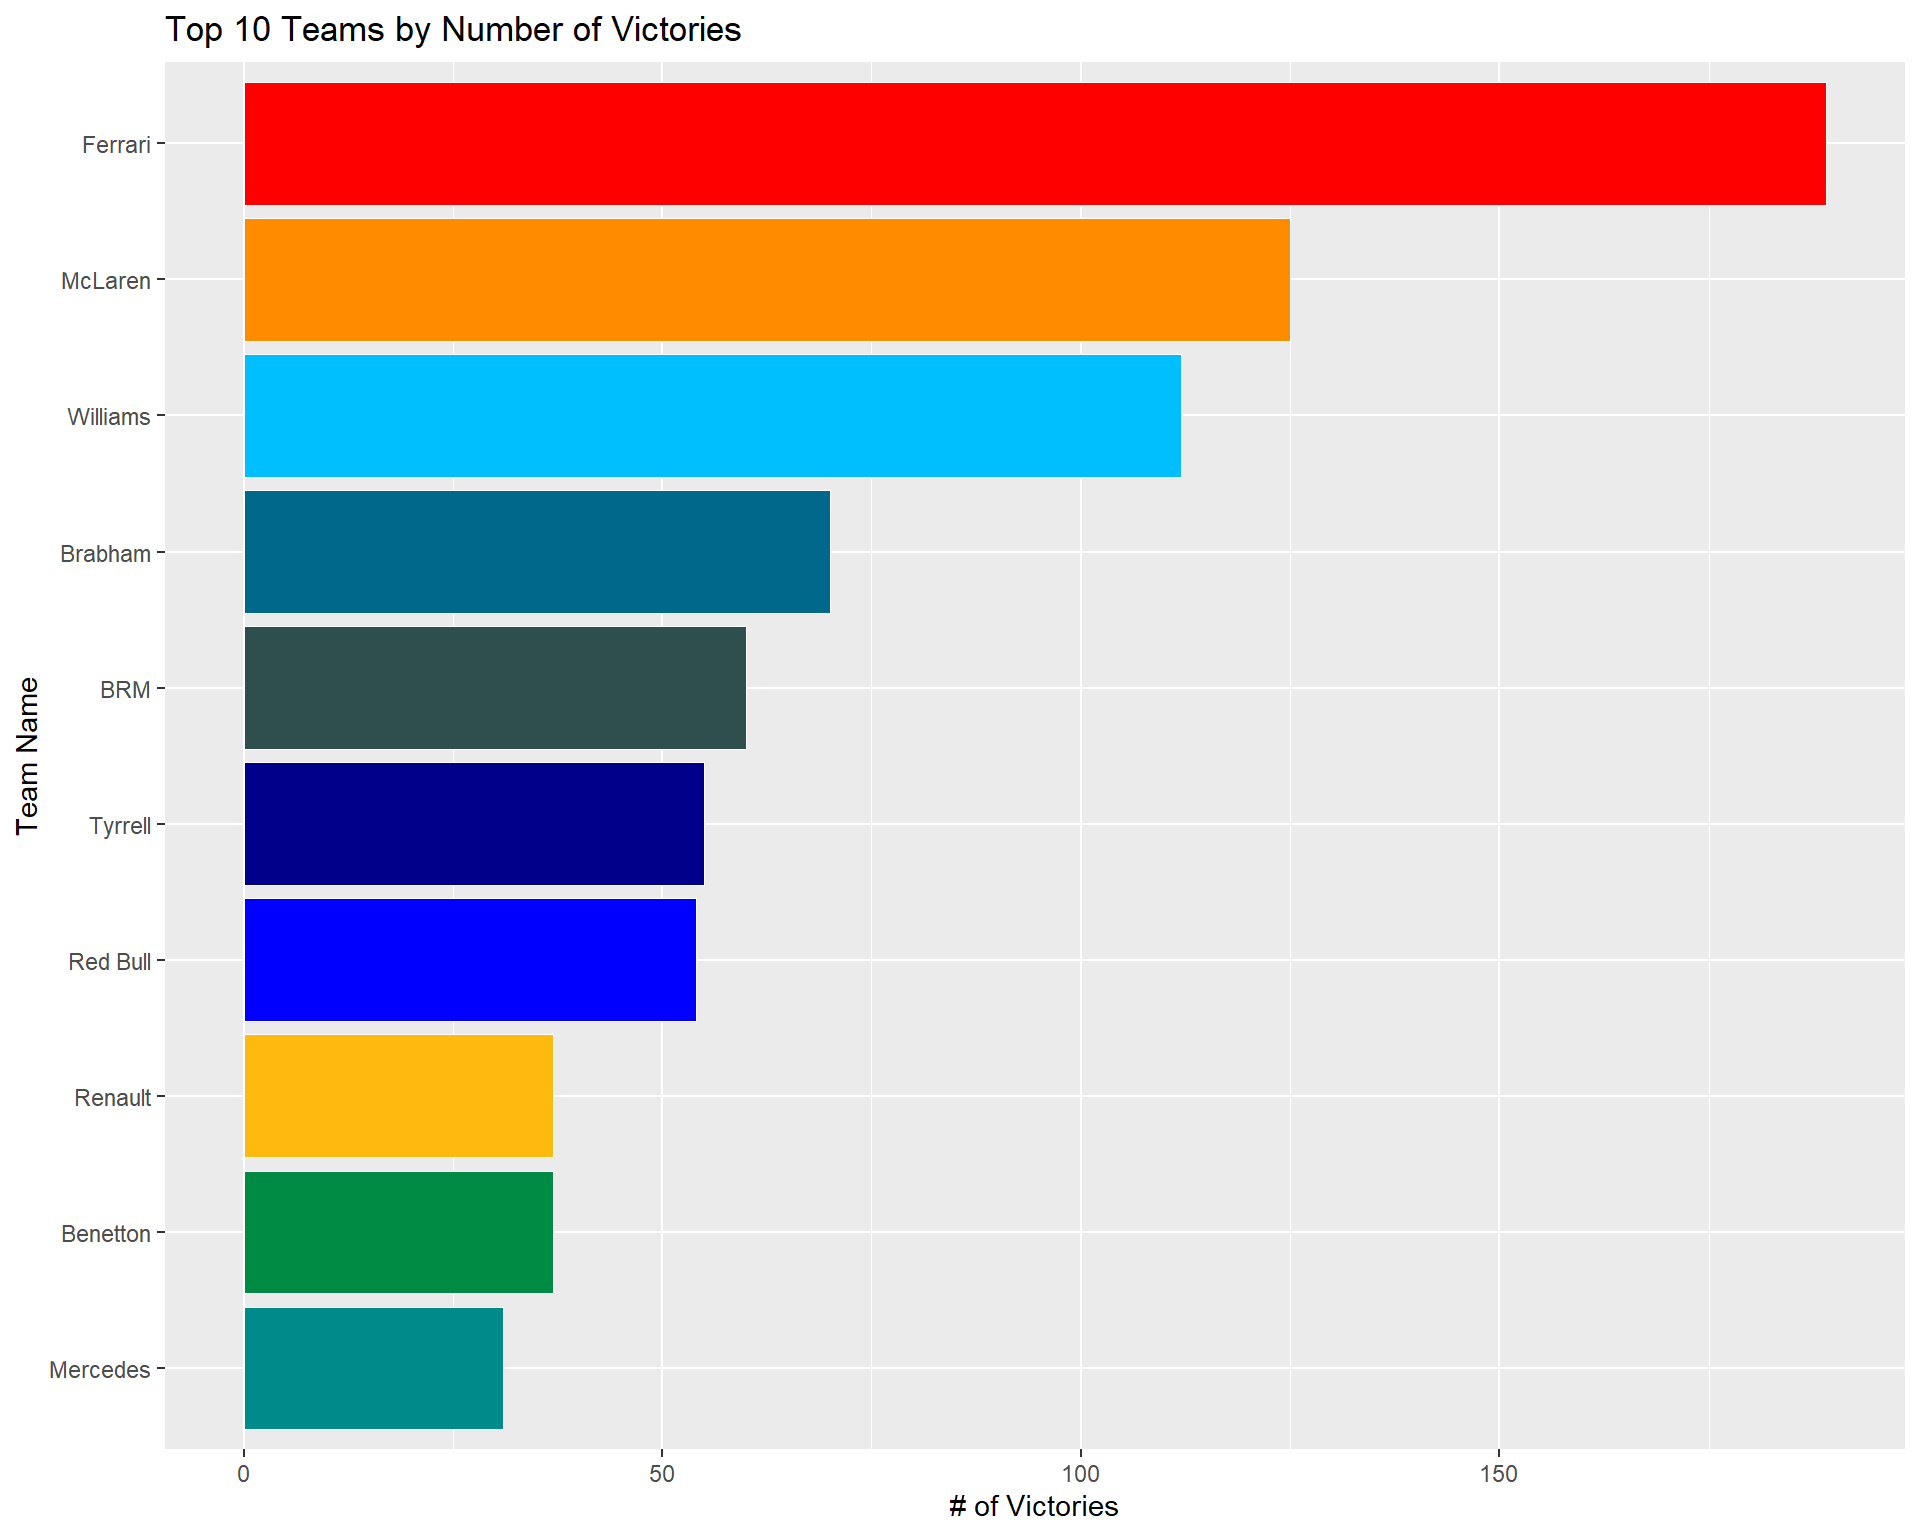 Top 10 Teams by Number of Victories
Team Name
Ferrari
McLaren
Williams
Brabham
BRM
Tyrrell
Red Bull
Renault
Benetton
Mercedes
0 50 100 150
# of Victories